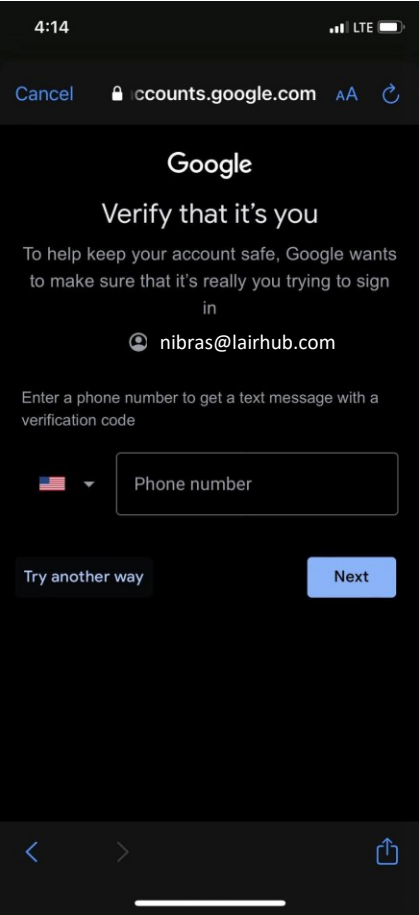 4:14
LTE
Cancel
ccounts.google.com
AA
Google
Verify that it's you
To help keep your account safe, Google wants
to make sure that it's really you trying to sign
in
nibras@lairhub.com
Enter a phone number to get a text message with a
verification code
Phone number
Try another way
Next